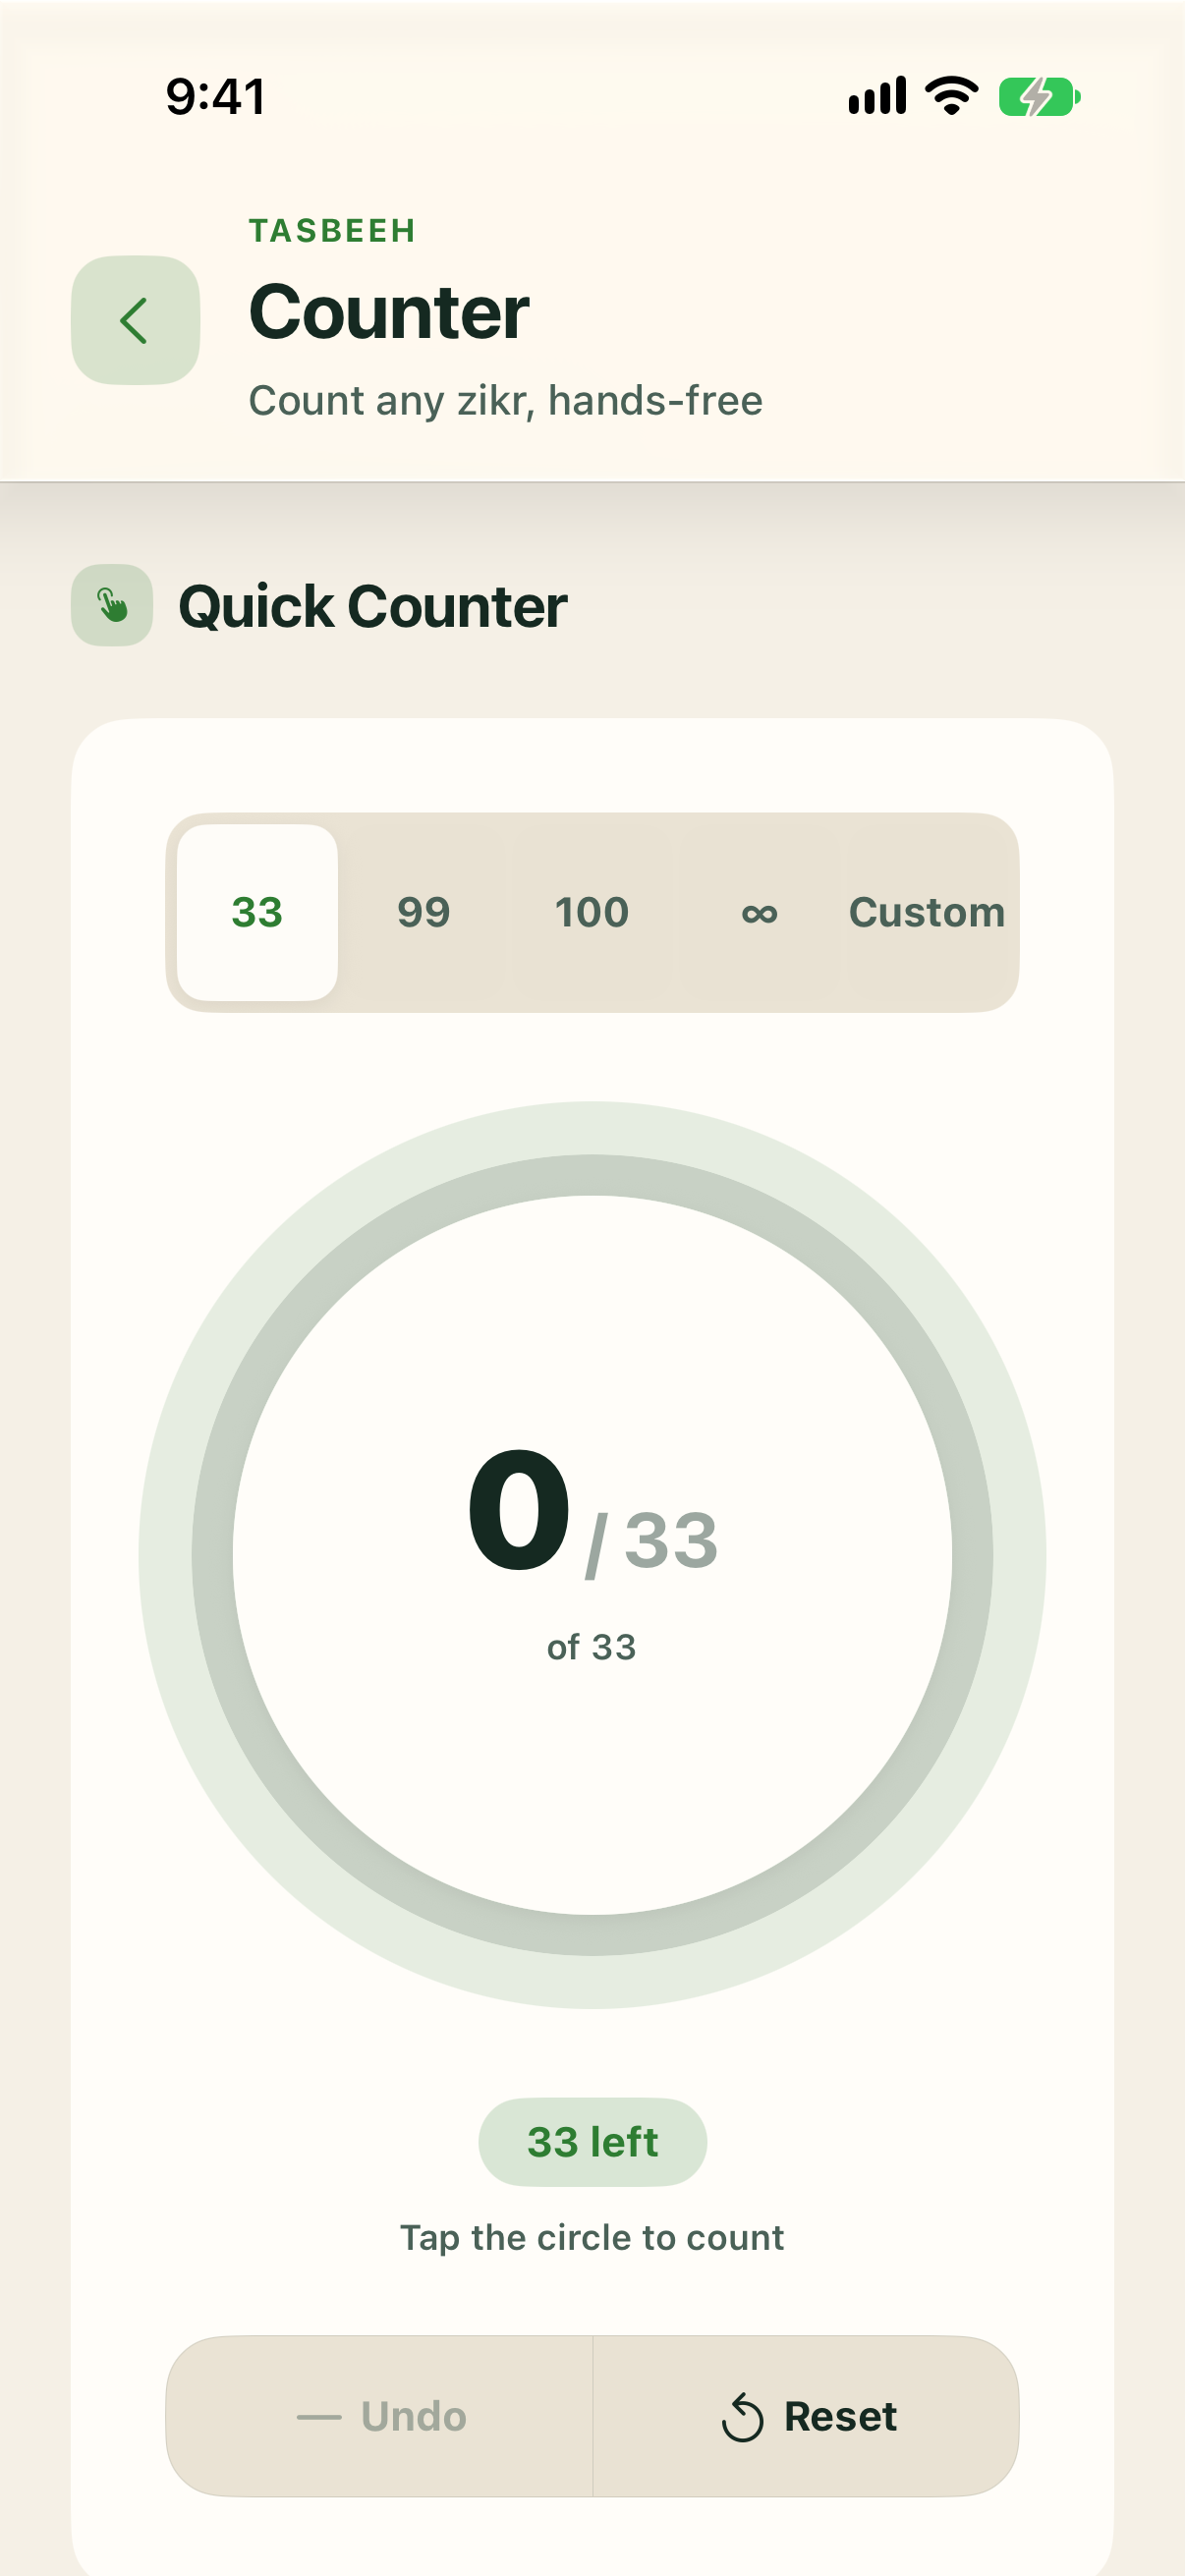 9:41
TASBEEH
Counter
Count any zikr, hands-free
Quick Counter
33 99 100 ∞ Custom
0 / 33
of 33
33 left
Tap the circle to count
Undo Reset